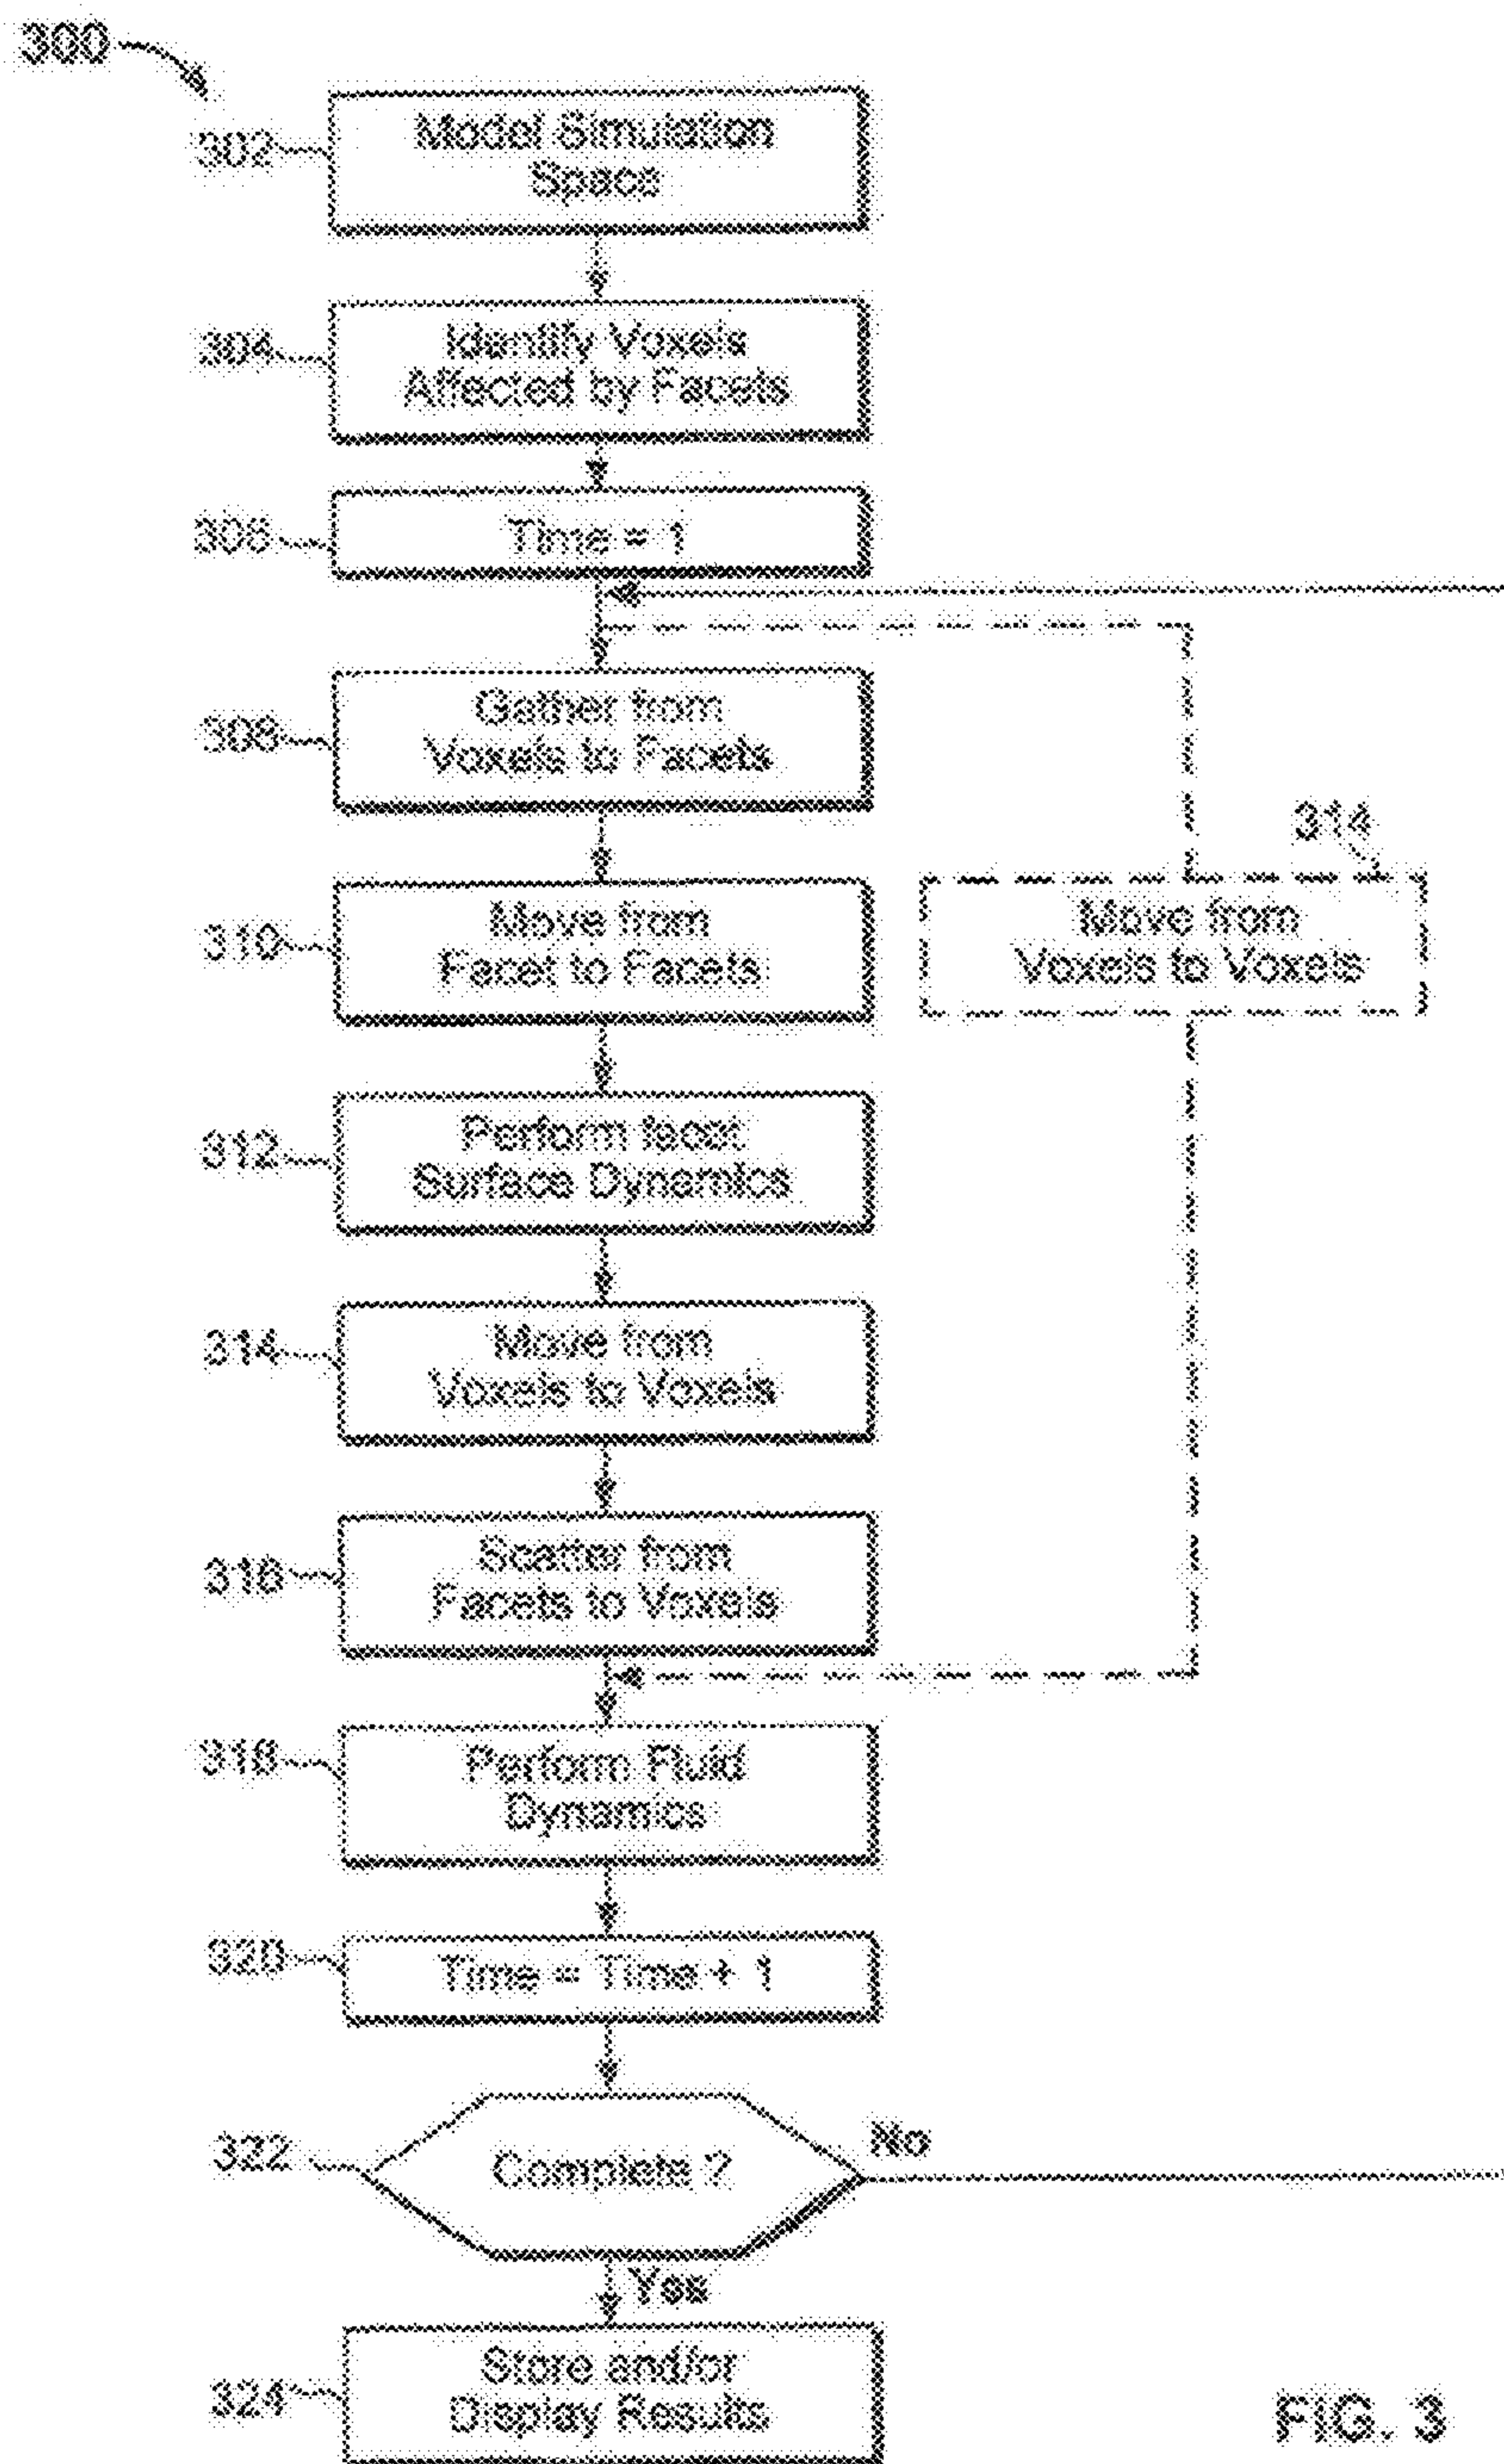 300
302
Model Simulation
Space
304
Identify Voxels
Affected by Facets
306
Time = 1
308
Gather from
Voxels to Facets
310
Move from
Facet to Facets
314
Move from
Voxels to Voxels
312
Perform facet
Surface Dynamics
314
Move from
Voxels to Voxels
316
Scatter from
Facets to Voxels
318
Perform Fluid
Dynamics
320
Time = Time + 1
322
Complete ?
No
Yes
324
Store and/or
Display Results
FIG. 3